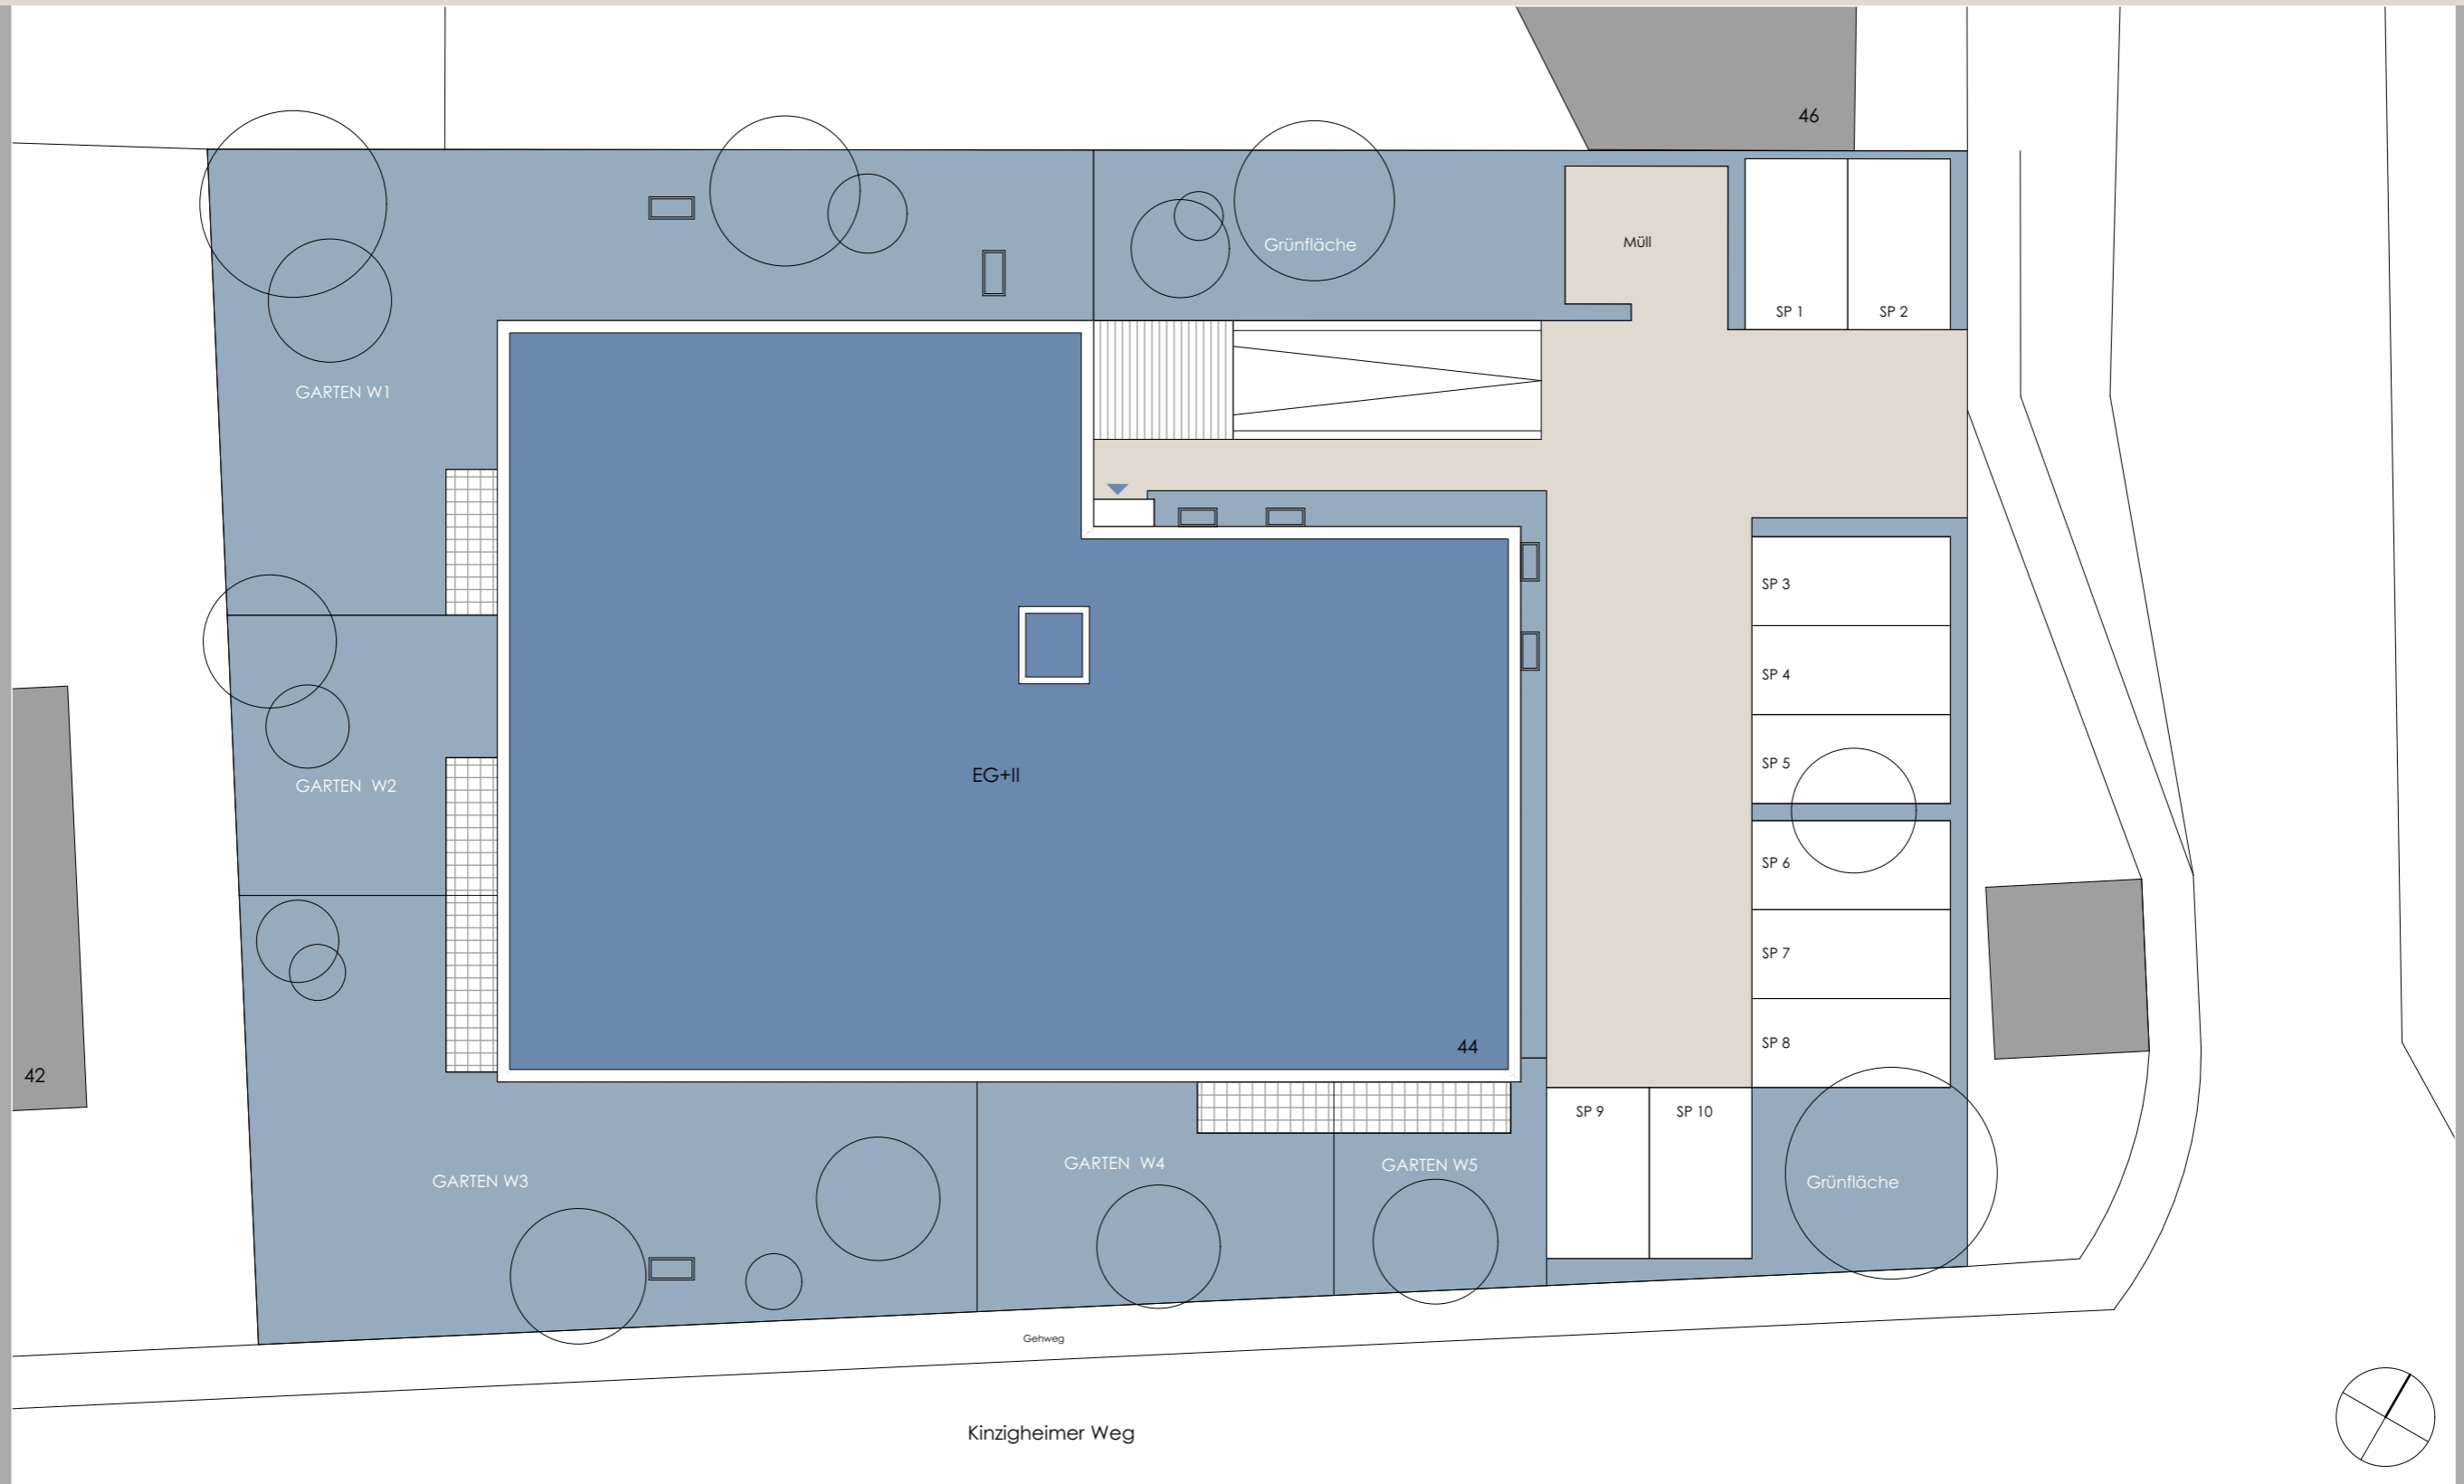 46
Müll
Grünfläche
SP 1
SP 2
GARTEN W1
SP 3
SP 4
SP 5
EG+II
GARTEN  W2
SP 6
SP 7
SP 8
44
42
SP 9
SP 10
GARTEN  W4
GARTEN W5
GARTEN W3
Grünfläche
Gehweg
Kinzigheimer Weg